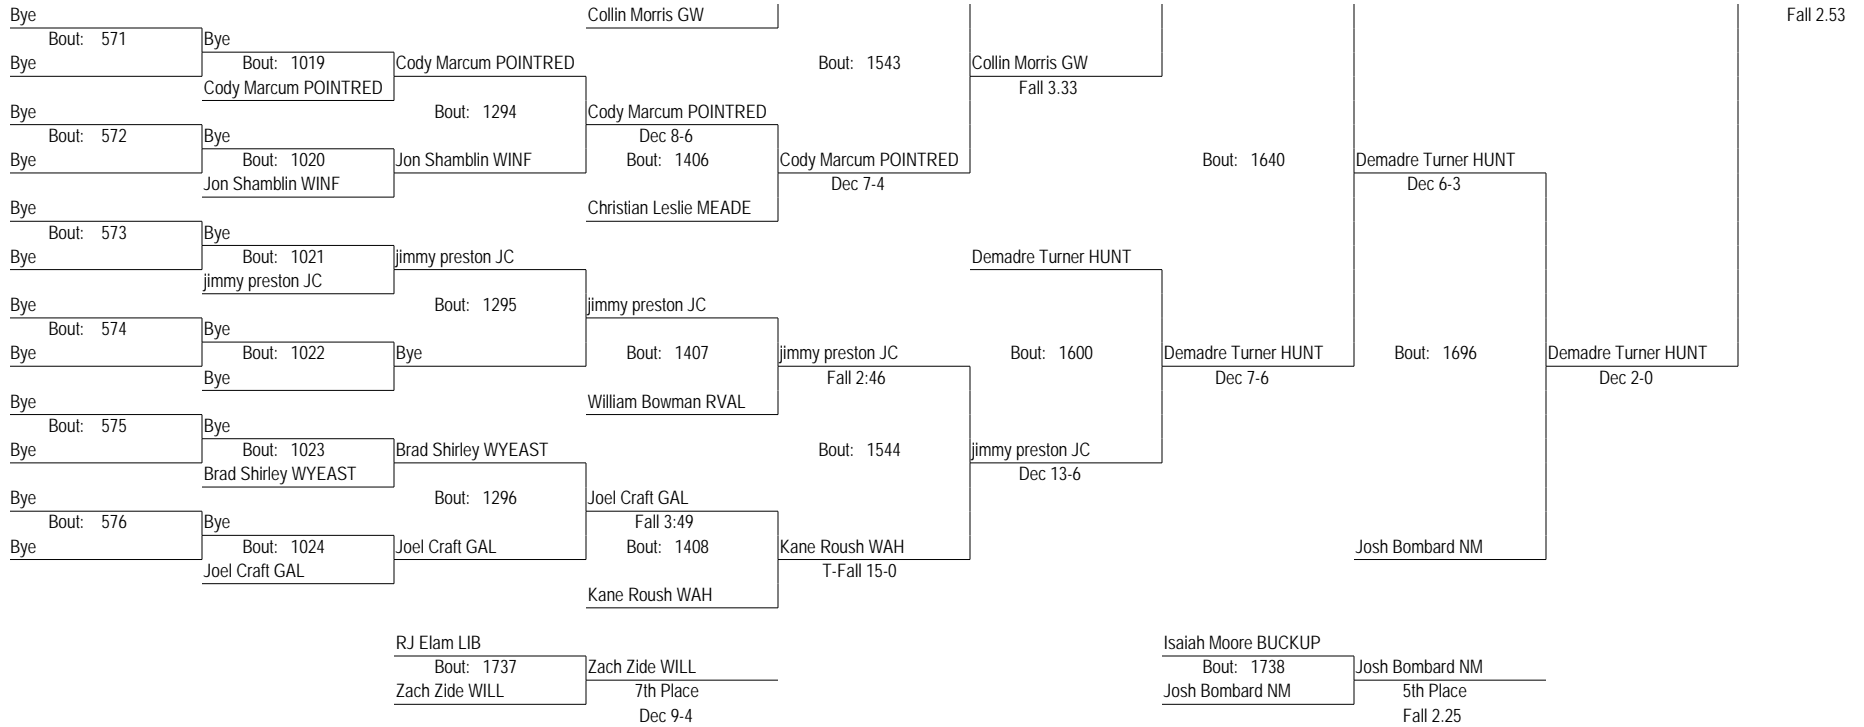 Bye Collin Morris GW Fall 2.53
Bout: 571 Bye
Bye Bout: 1019 Cody Marcum POINTRED Bout: 1543 Collin Morris GW
Cody Marcum POINTRED Fall 3.33
Bye Bout: 1294 Cody Marcum POINTRED
Bout: 572 Bye Dec 8-6
Bye Bout: 1020 Jon Shamblin WINF Bout: 1406 Cody Marcum POINTRED Bout: 1640 Demadre Turner HUNT
Jon Shamblin WINF Dec 7-4 Dec 6-3
Bye Christian Leslie MEADE
Bout: 573 Bye
Bye Bout: 1021 jimmy preston JC Demadre Turner HUNT
jimmy preston JC
Bye Bout: 1295 jimmy preston JC
Bout: 574 Bye
Bye Bout: 1022 Bye Bout: 1407 jimmy preston JC Bout: 1600 Demadre Turner HUNT Bout: 1696 Demadre Turner HUNT
Bye Fall 2:46 Dec 7-6 Dec 2-0
Bye William Bowman RVAL
Bout: 575 Bye
Bye Bout: 1023 Brad Shirley WYEAST Bout: 1544 jimmy preston JC
Brad Shirley WYEAST Dec 13-6
Bye Bout: 1296 Joel Craft GAL
Bout: 576 Bye Fall 3:49
Bye Bout: 1024 Joel Craft GAL Bout: 1408 Kane Roush WAH Josh Bombard NM
Joel Craft GAL T-Fall 15-0
Kane Roush WAH
RJ Elam LIB Isaiah Moore BUCKUP
Bout: 1737 Zach Zide WILL Bout: 1738 Josh Bombard NM
Zach Zide WILL 7th Place Josh Bombard NM 5th Place
Dec 9-4 Fall 2.25